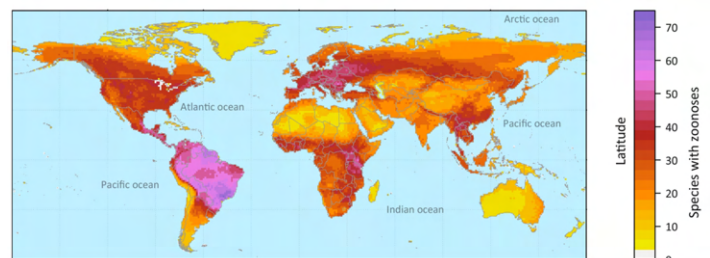 Arctic ocean
Atlantic ocean
Pacific ocean
Pacific ocean
Indian ocean
Latitude
70
60
50
40
30
20
10
Species with zoonoses